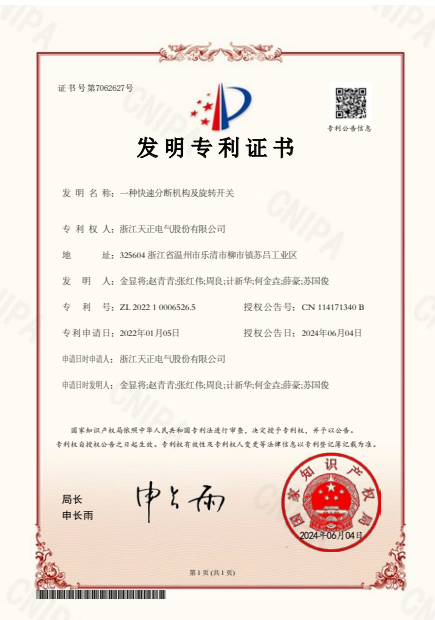 证书号第7062627号
专利公告信息
发明专利证书
发 明 名 称：一种快速分断机构及旋转开关
专 利 权 人：浙江天正电气股份有限公司
地 址：325604 浙江省温州市乐清市柳市镇苏吕工业区
发 明 人：金显将;赵青青;张红伟;周良;计新华;何金淼;薛豪;苏国俊
专 利 号：ZL 2022 1 0006526.5 授权公告号：CN 114171340 B
专利申请日：2022年01月05日 授权公告日：2024年06月04日
申请日时申请人：浙江天正电气股份有限公司
申请日时发明人：金显将;赵青青;张红伟;周良;计新华;何金淼;薛豪;苏国俊
国家知识产权局依照中华人民共和国专利法进行审查，决定授予专利权，并予以公告。
专利权自授权公告之日起生效。专利权有效性及专利权人变更等法律信息以专利登记簿记载为准。
局长
申长雨
申长雨
国家知识产权局
2024年06月04日
第1页(共1页)
CNIPA